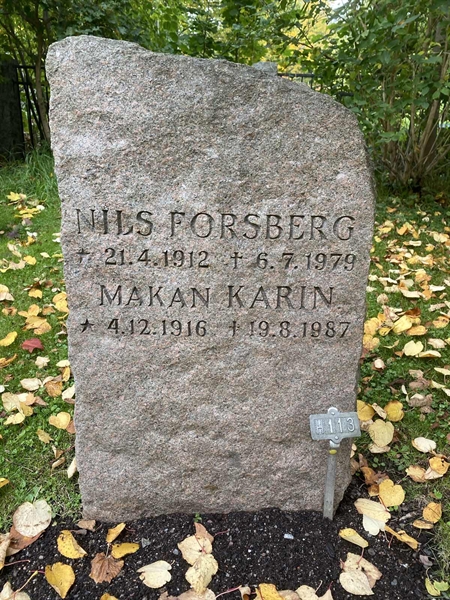 NILS FORSBERG
★ 21.4.1912 † 6.7.1979
MAKAN KARIN
★ 4.12.1916 † 19.8.1987
113